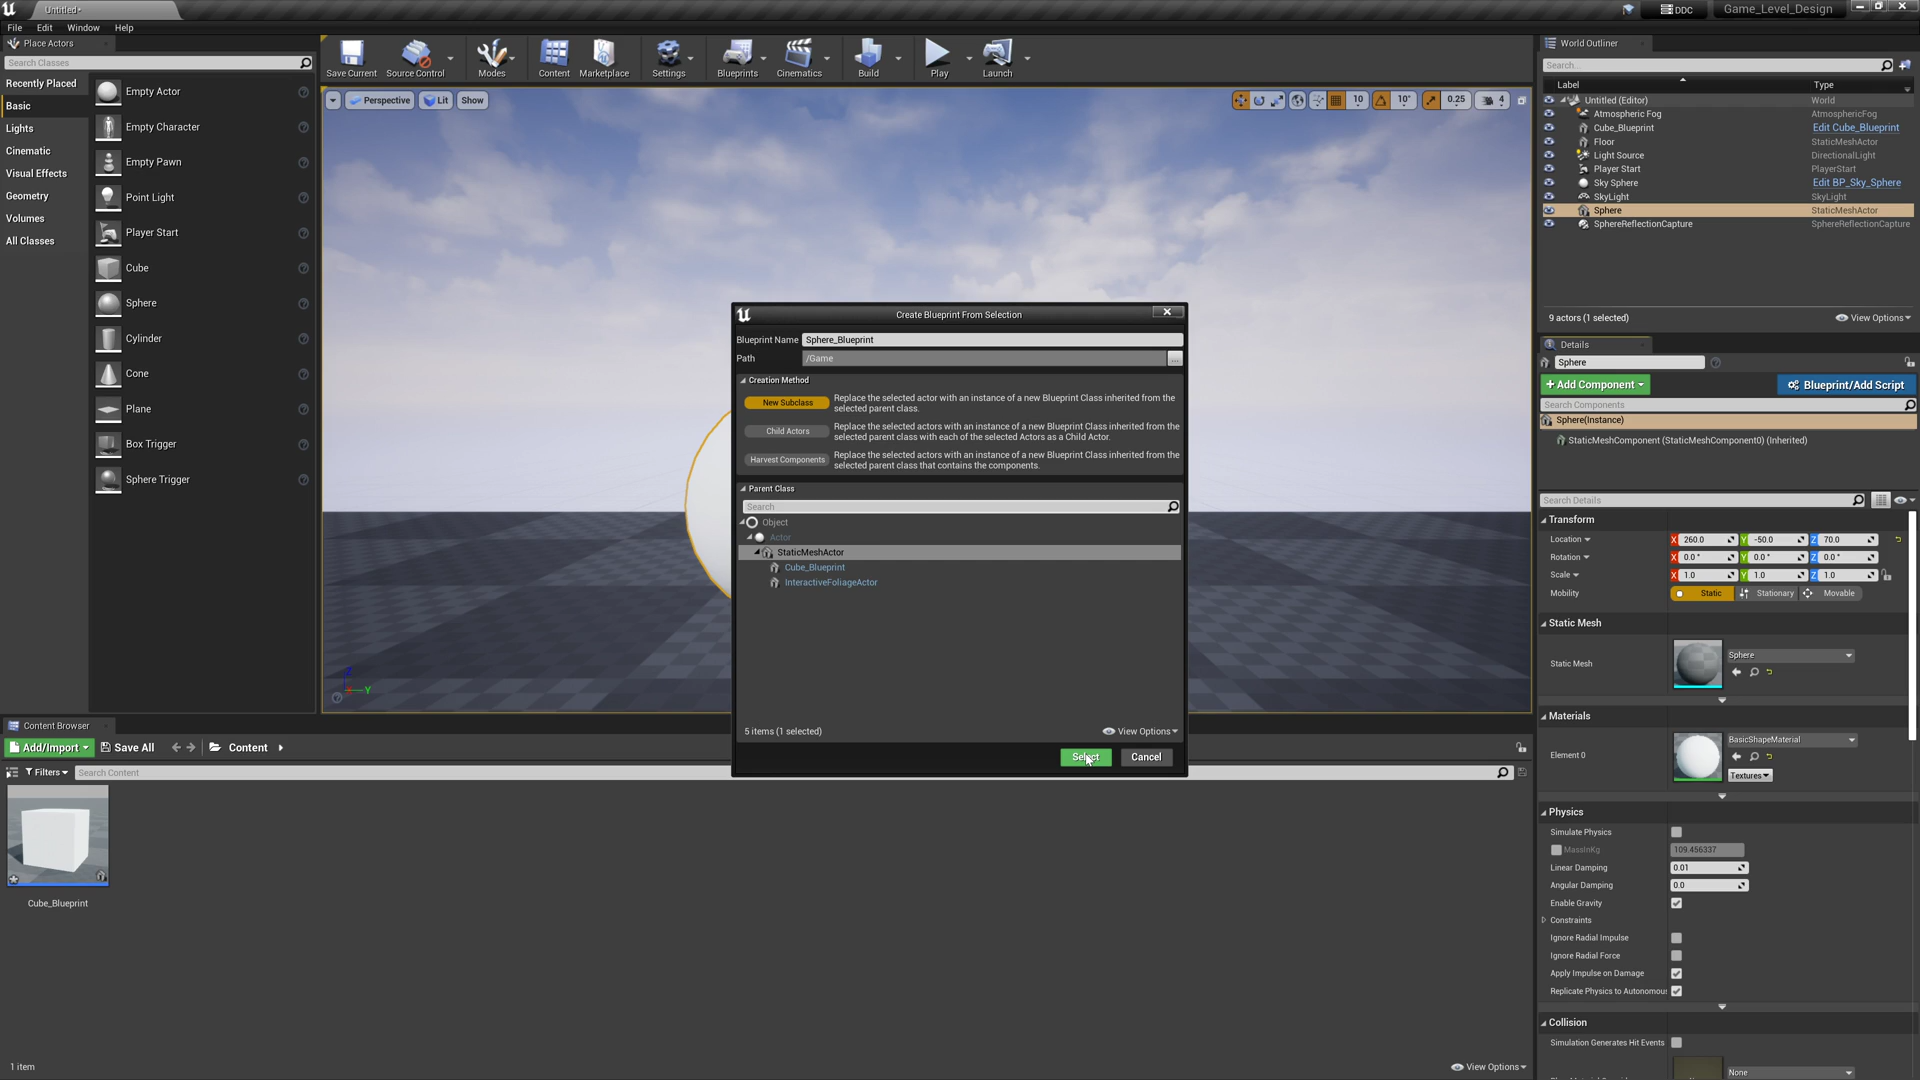 Untitled*
DDC
Game_Level_Design
File Edit Window Help
Place Actors
Search Classes
Recently Placed
Basic
Lights
Cinematic
Visual Effects
Geometry
Volumes
All Classes
Empty Actor
Empty Character
Empty Pawn
Point Light
Player Start
Cube
Sphere
Cylinder
Cone
Plane
Box Trigger
Sphere Trigger
Save Current Source Control Modes Content Marketplace Settings Blueprints Cinematics Build Play Launch
Perspective Lit Show
10 10° 0.25 4
Z
Y
Create Blueprint From Selection
Blueprint Name Sphere_Blueprint
Path /Game ...
Creation Method
New Subclass
Replace the selected actor with an instance of a new Blueprint Class inherited from the
selected parent class.
Child Actors
Replace the selected actors with an instance of a new Blueprint Class inherited from the
selected parent class with each of the selected Actors as a Child Actor.
Harvest Components
Replace the selected actors with an instance of a new Blueprint Class inherited from the
selected parent class that contains the components.
Parent Class
Search
Object
Actor
StaticMeshActor
Cube_Blueprint
InteractiveFoliageActor
5 items (1 selected)
View Options
Select Cancel
World Outliner
Search...
Label Type
Untitled (Editor) World
Atmospheric Fog AtmosphericFog
Cube_Blueprint Edit Cube_Blueprint
Floor StaticMeshActor
Light Source DirectionalLight
Player Start PlayerStart
Sky Sphere Edit BP_Sky_Sphere
SkyLight SkyLight
Sphere StaticMeshActor
SphereReflectionCapture SphereReflectionCapture
9 actors (1 selected)
View Options
Details
Sphere
+ Add Component
Blueprint/Add Script
Search Components
Sphere(Instance)
StaticMeshComponent (StaticMeshComponent0) (Inherited)
Search Details
Transform
Location X 260.0 Y -50.0 Z 70.0
Rotation X 0.0 ° Y 0.0 ° Z 0.0 °
Scale X 1.0 Y 1.0 Z 1.0
Mobility Static Stationary Movable
Static Mesh
Static Mesh Sphere
Materials
Element 0 BasicShapeMaterial
Textures
Physics
Simulate Physics
MassInKg 109.456337
Linear Damping 0.01
Angular Damping 0.0
Enable Gravity
Constraints
Ignore Radial Impulse
Ignore Radial Force
Apply Impulse on Damage
Replicate Physics to Autonomous
Collision
Simulation Generates Hit Events
None
Content Browser
Add/Import Save All Content
Filters Search Content
Cube_Blueprint
1 item
View Options